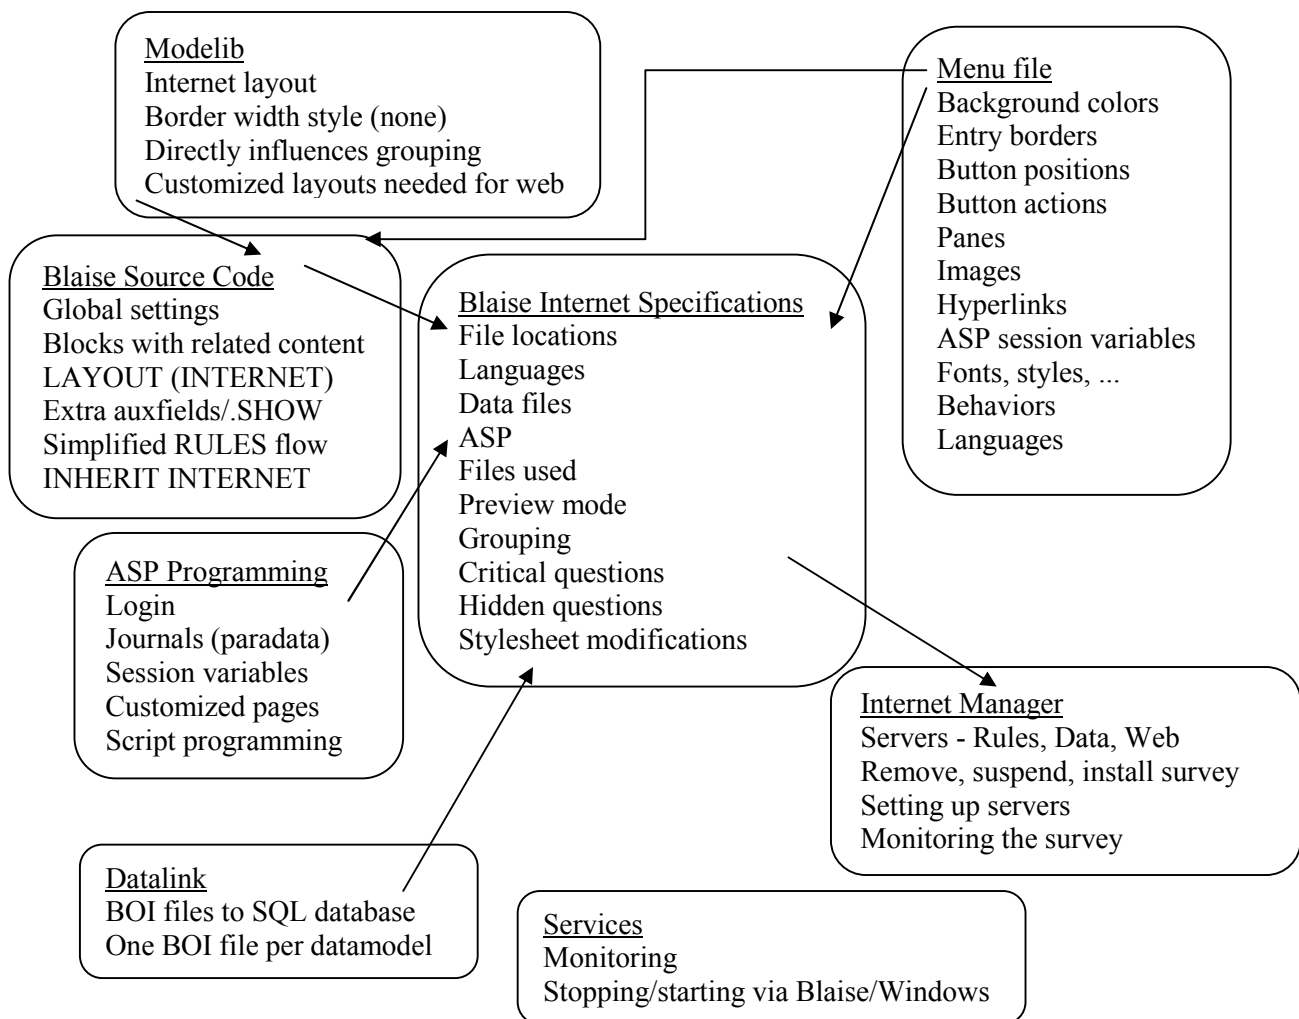 Modelib
Internet layout
Border width style (none)
Directly influences grouping
Customized layouts needed for web
Menu file
Background colors
Entry borders
Button positions
Button actions
Panes
Images
Hyperlinks
ASP session variables
Fonts, styles, ...
Behaviors
Languages
Blaise Source Code
Global settings
Blocks with related content
LAYOUT (INTERNET)
Extra auxfields/.SHOW
Simplified RULES flow
INHERIT INTERNET
Blaise Internet Specifications
File locations
Languages
Data files
ASP
Files used
Preview mode
Grouping
Critical questions
Hidden questions
Stylesheet modifications
ASP Programming
Login
Journals (paradata)
Session variables
Customized pages
Script programming
Internet Manager
Servers - Rules, Data, Web
Remove, suspend, install survey
Setting up servers
Monitoring the survey
Datalink
BOI files to SQL database
One BOI file per datamodel
Services
Monitoring
Stopping/starting via Blaise/Windows